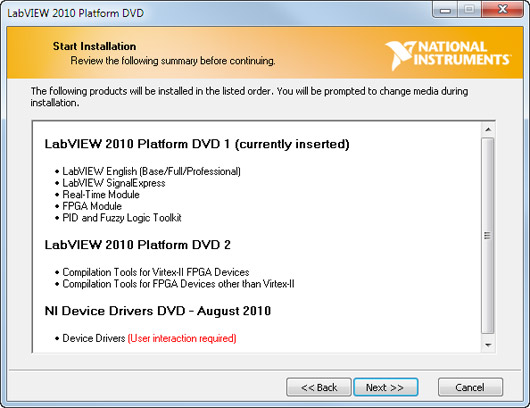 LabVIEW 2010 Platform DVD
Start Installation
Review the following summary before continuing.
NATIONAL
INSTRUMENTS
The following products will be installed in the listed order. You will be prompted to change media during
installation.
LabVIEW 2010 Platform DVD 1 (currently inserted)
• LabVIEW English (Base/Full/Professional)
• LabVIEW SignalExpress
• Real-Time Module
• FPGA Module
• PID and Fuzzy Logic Toolkit
LabVIEW 2010 Platform DVD 2
• Compilation Tools for Virtex-II FPGA Devices
• Compilation Tools for FPGA Devices other than Virtex-II
NI Device Drivers DVD - August 2010
• Device Drivers (User interaction required)
<< Back Next >> Cancel